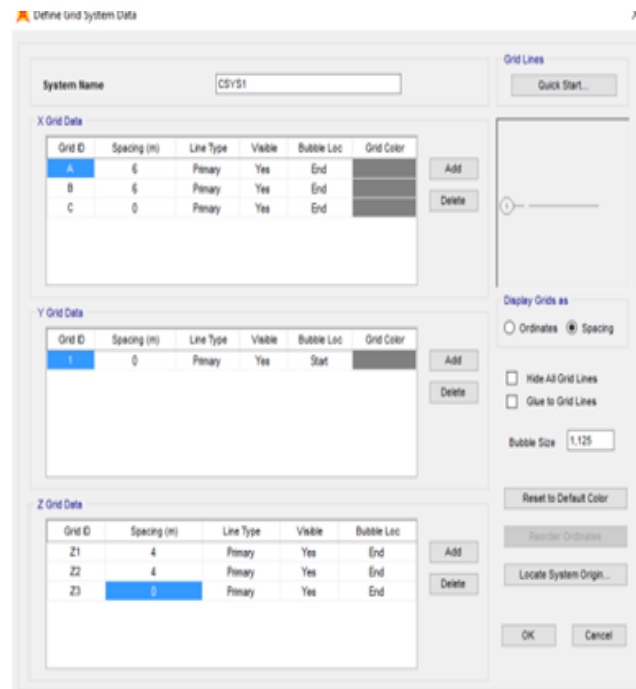 Define Grid System Data
System Name CSYS1
Grid Lines
Quick Start...
X Grid Data
Grid ID Spacing (m) Line Type Visible Bubble Loc Grid Color
A 6 Primary Yes End
B 6 Primary Yes End
C 0 Primary Yes End
Add
Delete
1
Y Grid Data
Grid ID Spacing (m) Line Type Visible Bubble Loc Grid Color
1 0 Primary Yes Start
Add
Delete
Display Grids as
Ordinates Spacing
Hide All Grid Lines
Glue to Grid Lines
Bubble Size 1,125
Z Grid Data
Grid ID Spacing (m) Line Type Visible Bubble Loc
Z1 4 Primary Yes End
Z2 4 Primary Yes End
Z3 0 Primary Yes End
Add
Delete
Reset to Default Color
Reorder Ordinates
Locate System Origin...
OK Cancel